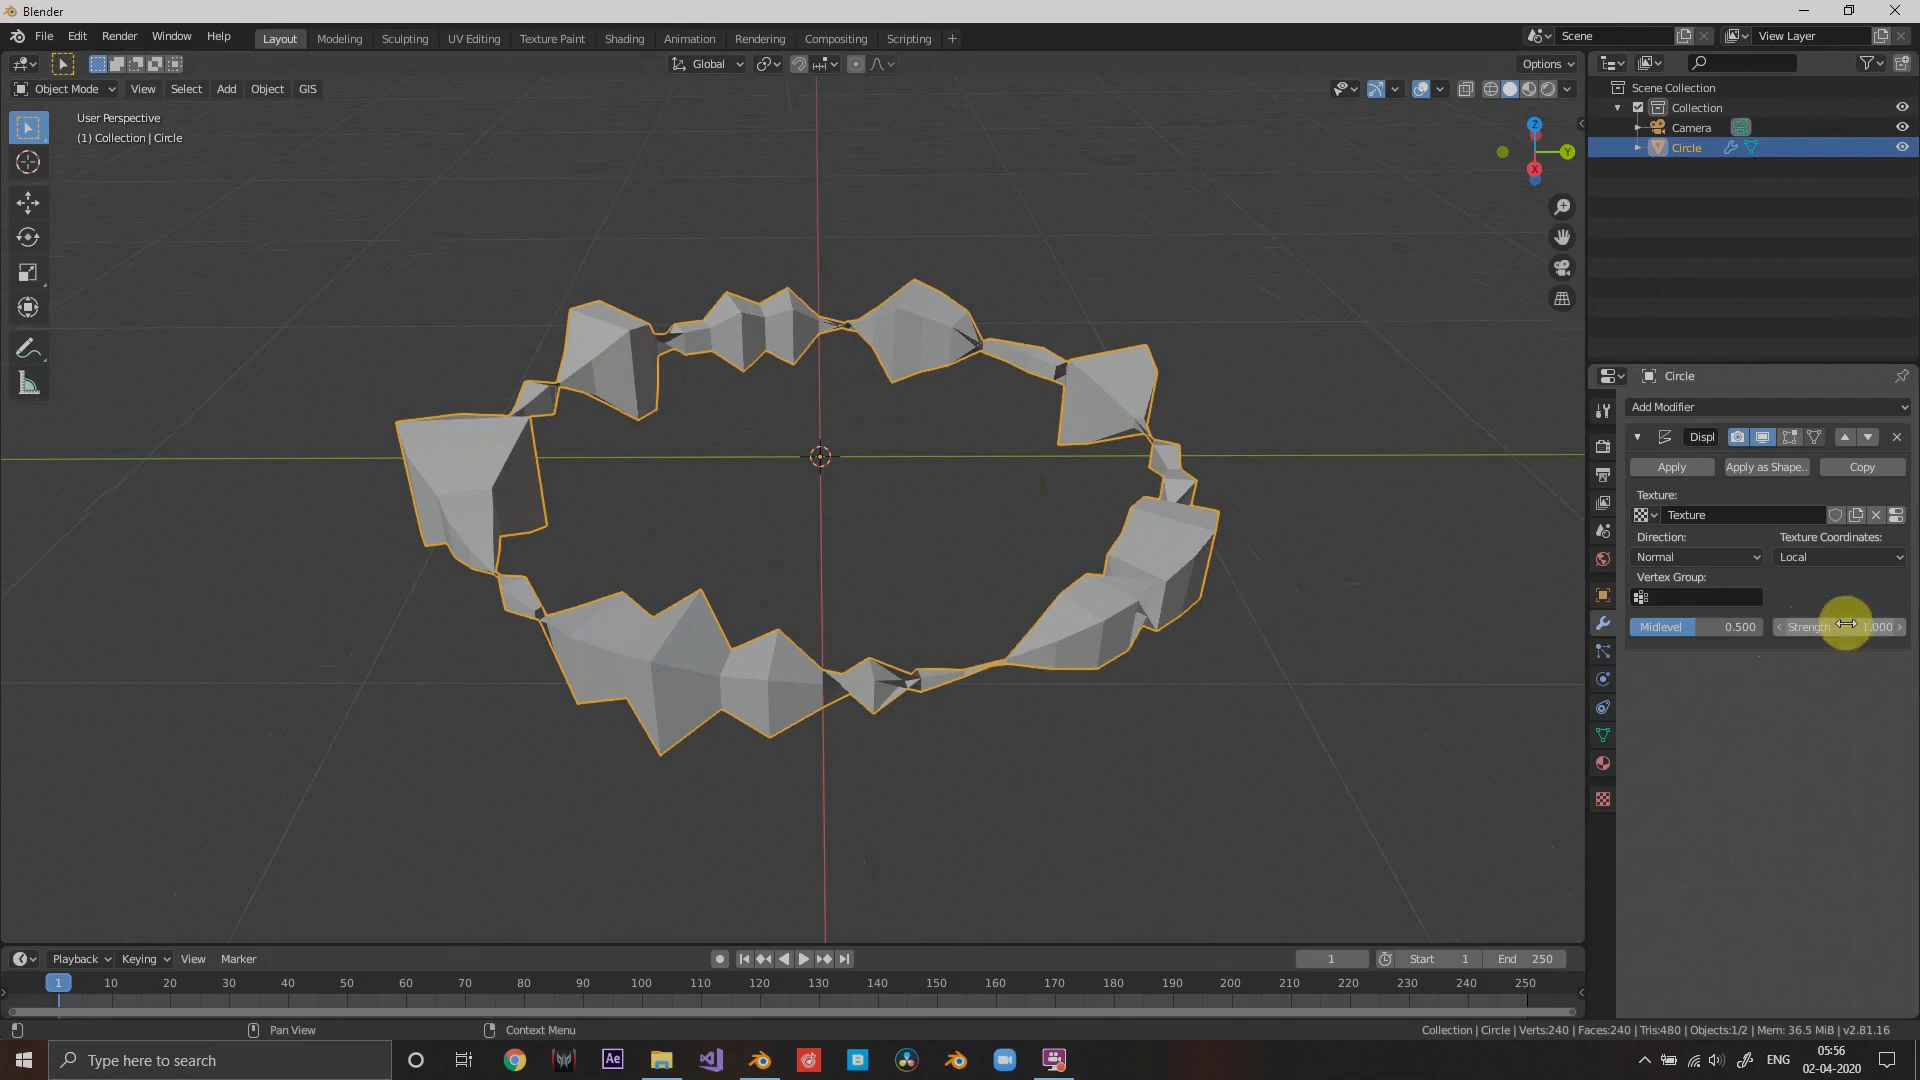 Blender
File Edit Render Window Help
Layout Modeling Sculpting UV Editing Texture Paint Shading Animation Rendering Compositing Scripting +
Scene View Layer
Global Options
Object Mode View Select Add Object GIS
User Perspective
(1) Collection | Circle
Z
Y
X
Scene Collection
Collection
Camera
Circle
Circle
Add Modifier
Displ
Apply Apply as Shape.. Copy
Texture:
Texture
Direction: Texture Coordinates:
Normal Local
Vertex Group:
Midlevel 0.500 Strength 1.000
Playback Keying View Marker
1 Start 1 End 250
1 10 20 30 40 50 60 70 80 90 100 110 120 130 140 150 160 170 180 190 200 210 220 230 240 250
Pan View Context Menu
Collection | Circle | Verts:240 | Faces:240 | Tris:480 | Objects:1/2 | Mem: 36.5 MiB | v2.81.16
Type here to search
Ae
B
ENG
05:56
02-04-2020